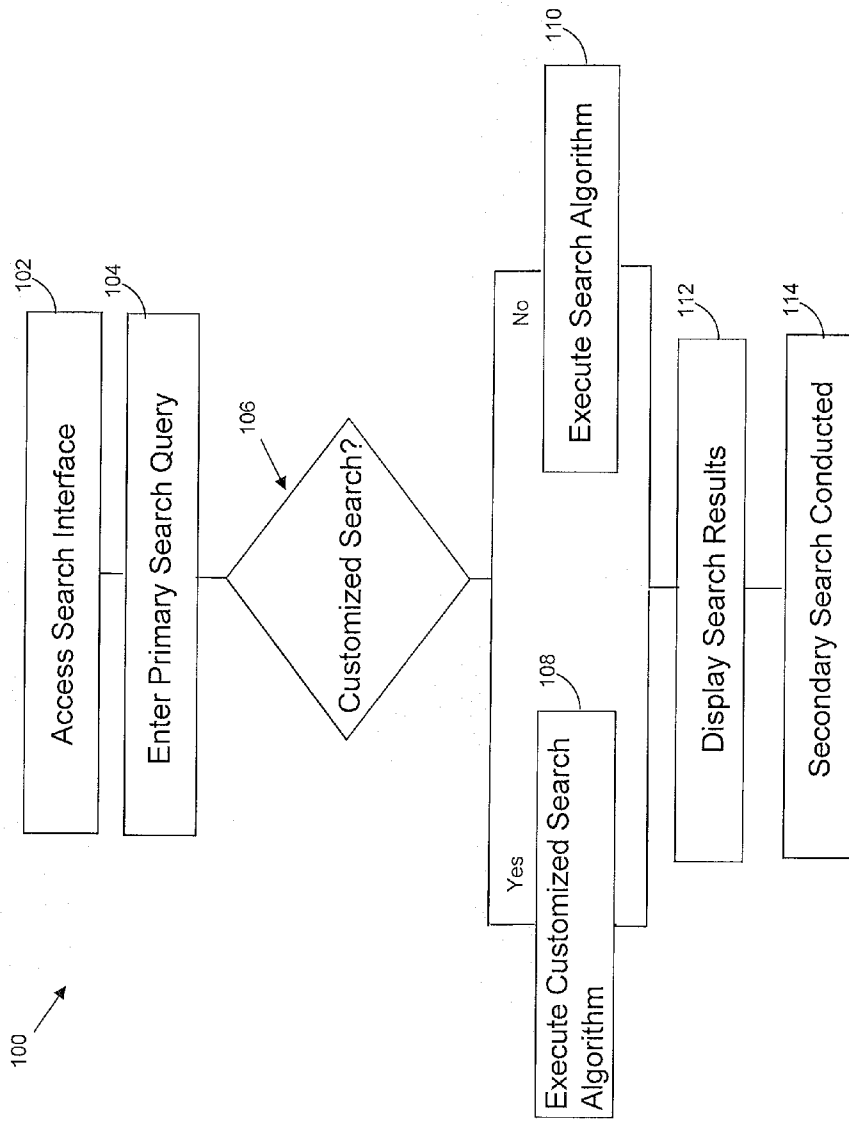 100
Access Search Interface
102
Enter Primary Search Query
104
Customized Search?
106
Yes
No
Execute Customized Search
Algorithm
108
Execute Search Algorithm
110
Display Search Results
112
Secondary Search Conducted
114